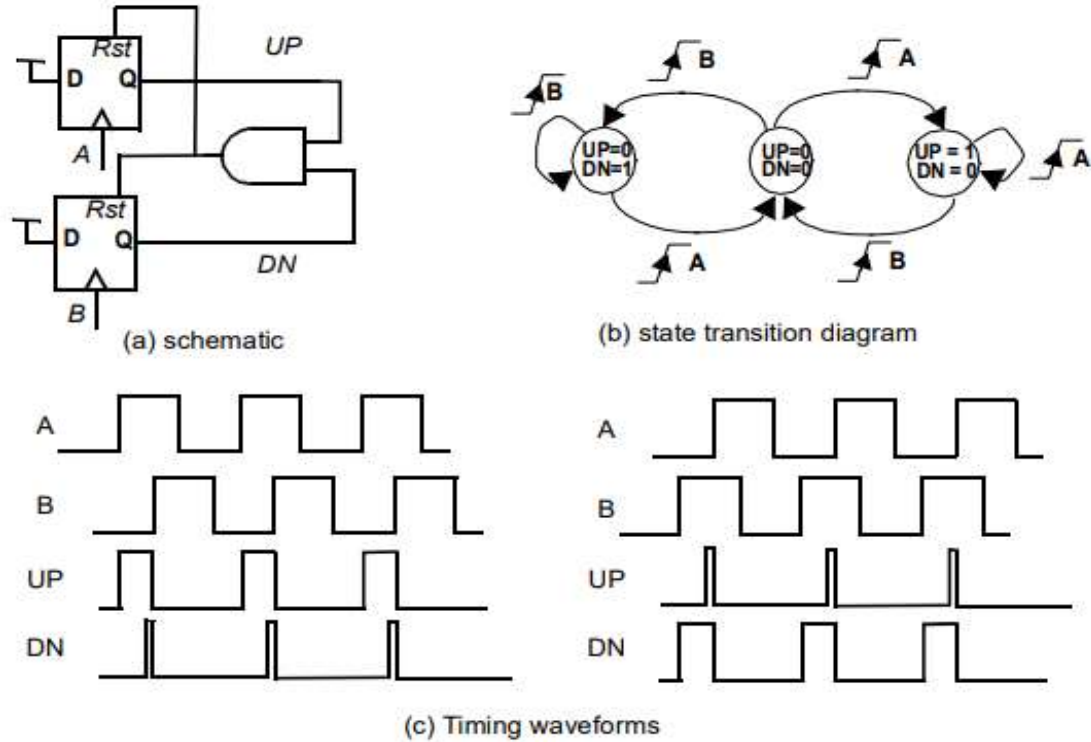 Rst
UP
D Q
A
Rst
D Q
DN
B
(a) schematic
B
A
B
UP=0
DN=1
UP=0
DN=0
UP = 1
DN = 0
A
A
B
(b) state transition diagram
A
B
UP
DN
A
B
UP
DN
(c) Timing waveforms